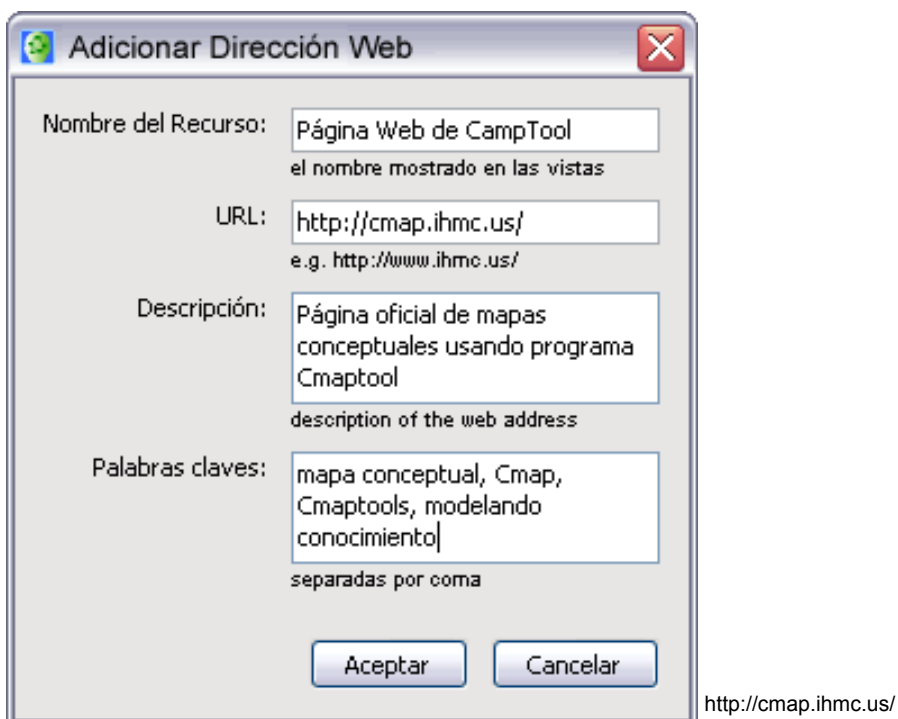 Adicionar Dirección Web
Nombre del Recurso:
Página Web de CampTool
el nombre mostrado en las vistas
URL:
http://cmap.ihmc.us/
e.g. http://www.ihmc.us/
Descripción:
Página oficial de mapas
conceptuales usando programa
Cmaptool
description of the web address
Palabras claves:
mapa conceptual, Cmap,
Cmaptools, modelando
conocimiento
separadas por coma
Aceptar
Cancelar
http://cmap.ihmc.us/